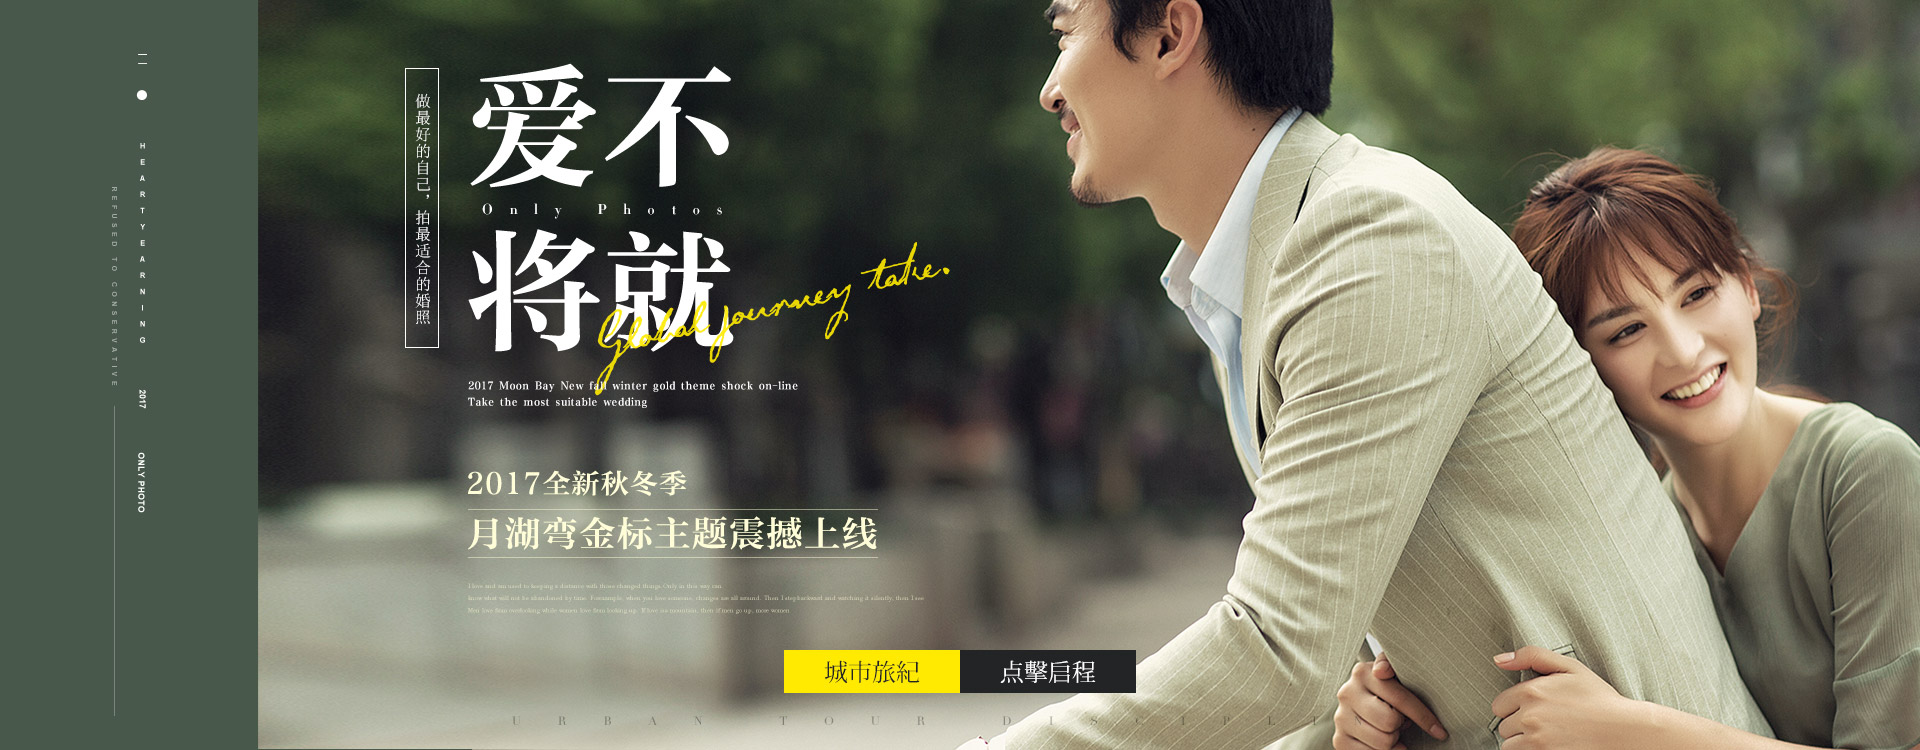 HEARTYEARNING
2017
ONLY PHOTO
REFUSED TO CONSERVATIVE
做最好的自己，拍最适合的婚照
爱不
Only Photos
将就
Global journey take.
2017 Moon Bay New fall winter gold theme shock on-line
Take the most suitable wedding
2017全新秋冬季
月湖弯金标主题震撼上线
城市旅紀
点擊启程
URBAN TOUR DISCIPLI